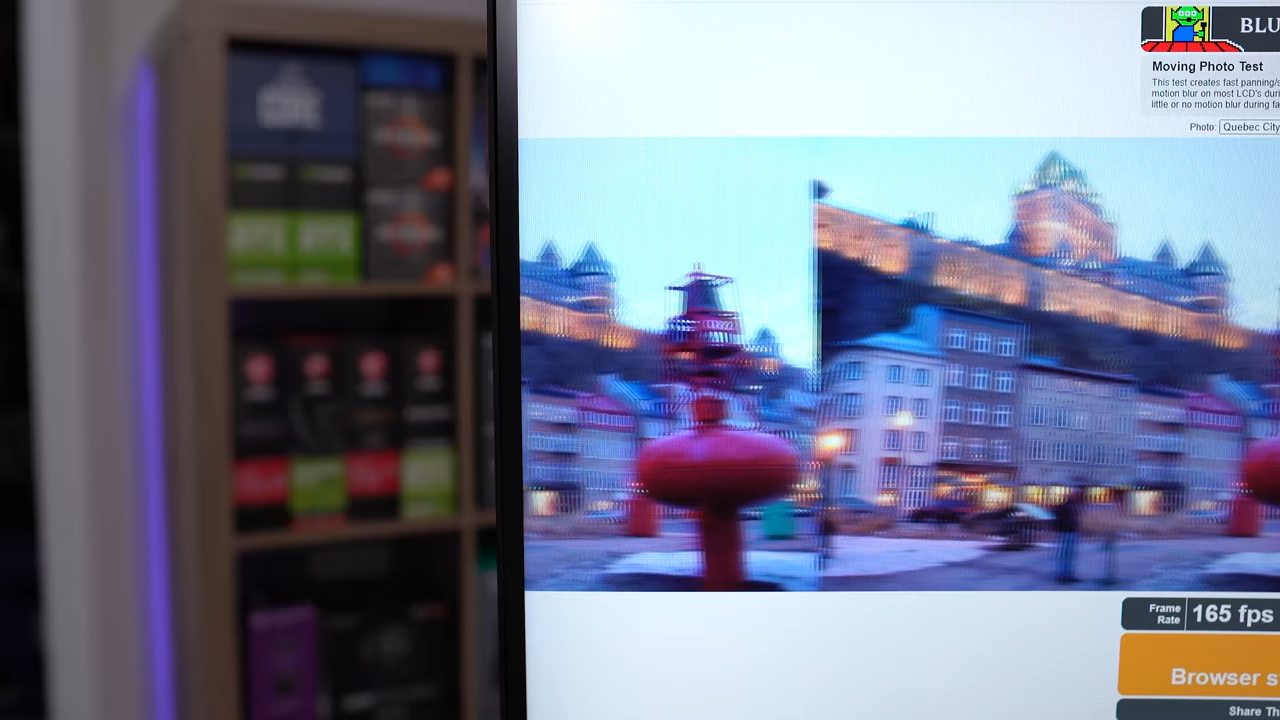 BLU
Moving Photo Test
This test creates fast panning/s
motion blur on most LCD's duri
little or no motion blur during fa
Photo: Quebec City
Frame
Rate
165 fps
Browser s
Share Th